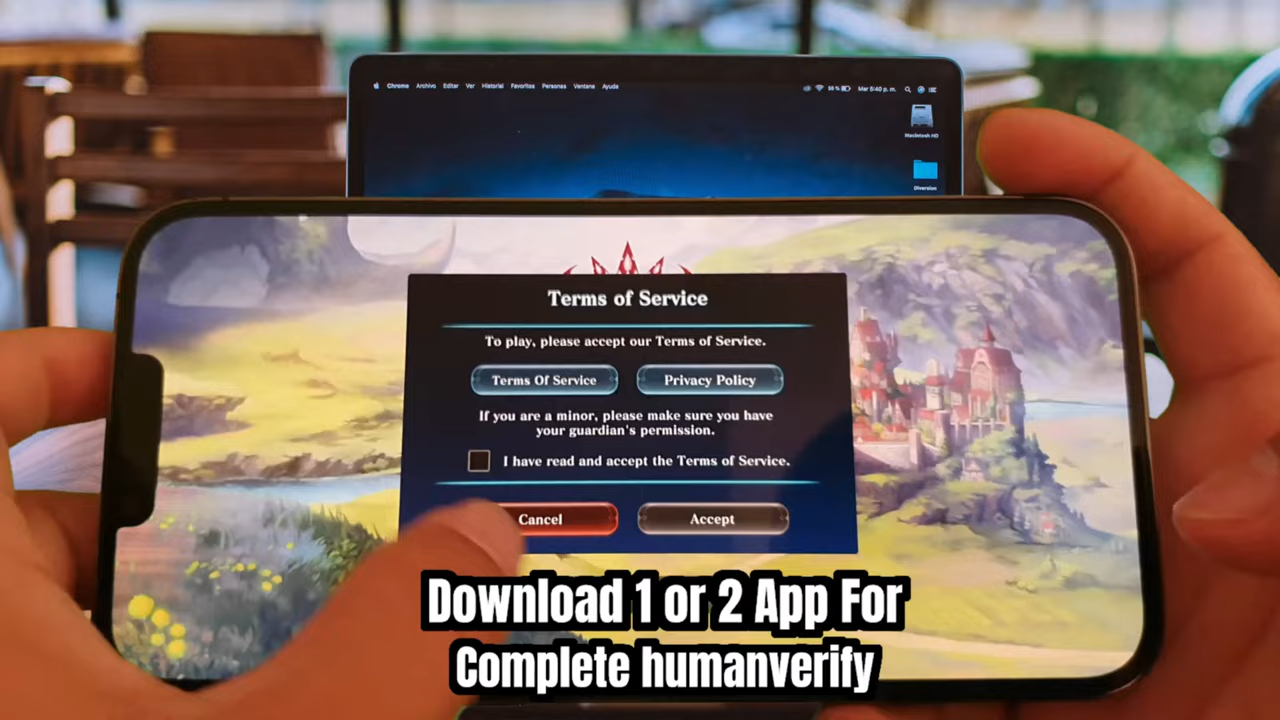 Chrome Archivo Editar Ver Historial Favoritos Personas Ventana Ayuda
Mar 5:40 p. m.
Macintosh HD
Diversion
Terms of Service
To play, please accept our Terms of Service.
Terms Of Service
Privacy Policy
If you are a minor, please make sure you have
your guardian's permission.
I have read and accept the Terms of Service.
Cancel
Accept
Download 1 or 2 App For
Complete humanverify